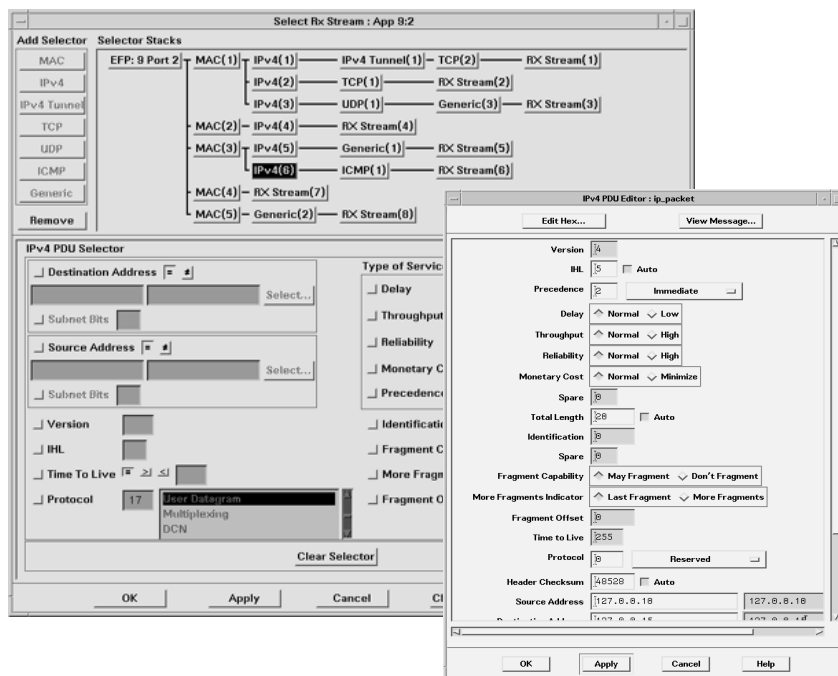 Select Rx Stream : App 9:2
Add Selector
Selector Stacks
MAC
IPv4
IPv4 Tunnel
TCP
UDP
ICMP
Generic
Remove
EFP: 9 Port 2 MAC(1) IPv4(1) IPv4 Tunnel(1) TCP(2) RX Stream(1)
IPv4(2) TCP(1) RX Stream(2)
IPv4(3) UDP(1) Generic(3) RX Stream(3)
MAC(2) IPv4(4) RX Stream(4)
MAC(3) IPv4(5) Generic(1) RX Stream(5)
IPv4(6) ICMP(1) RX Stream(6)
MAC(4) RX Stream(7)
MAC(5) Generic(2) RX Stream(8)
IPv4 PDU Selector
Destination Address = ≠
Select...
Subnet Bits
Source Address = ≠
Select...
Subnet Bits
Version
IHL
Time To Live = ≥ ≤
Protocol 17 User Datagram
Multiplexing
DCN
Type of Servic
Delay
Throughput
Reliability
Monetary C
Precedence
Identificati
Fragment C
More Fragm
Fragment O
Clear Selector
OK Apply Cancel Cl
IPv4 PDU Editor : ip_packet
Edit Hex... View Message...
Version 4
IHL 5 Auto
Precedence 2 Immediate
Delay Normal Low
Throughput Normal High
Reliability Normal High
Monetary Cost Normal Minimize
Spare 0
Total Length 20 Auto
Identification 0
Spare 0
Fragment Capability May Fragment Don't Fragment
More Fragments Indicator Last Fragment More Fragments
Fragment Offset 0
Time to Live 255
Protocol 0 Reserved
Header Checksum 48528 Auto
Source Address 127.0.0.10 127.0.0.10
OK Apply Cancel Help